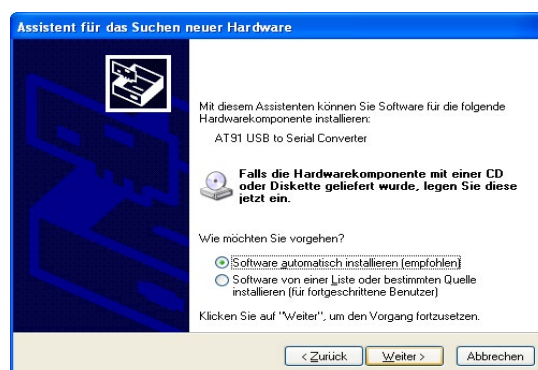 Assistent für das Suchen neuer Hardware
Mit diesem Assistenten können Sie Software für die folgende
Hardwarekomponente installieren:
AT91 USB to Serial Converter
Falls die Hardwarekomponente mit einer CD
oder Diskette geliefert wurde, legen Sie diese
jetzt ein.
Wie möchten Sie vorgehen?
Software automatisch installieren (empfohlen)
Software von einer Liste oder bestimmten Quelle
installieren (für fortgeschrittene Benutzer)
Klicken Sie auf "Weiter", um den Vorgang fortzusetzen.
< Zurück Weiter > Abbrechen